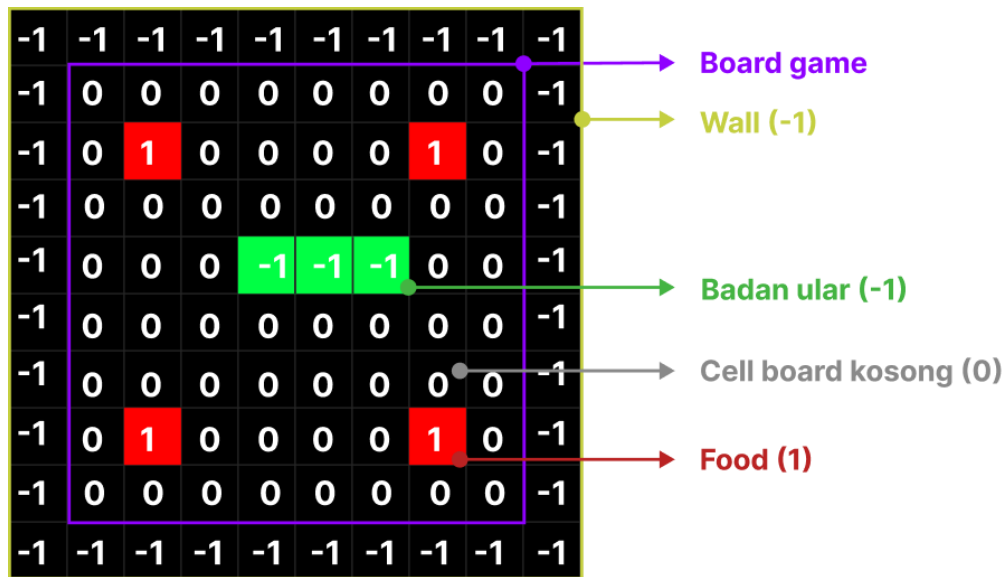 -1 -1 -1 -1 -1 -1 -1 -1 -1 -1
Board game
-1 0 0 0 0 0 0 0 0 -1
Wall (-1)
-1 0 1 0 0 0 0 1 0 -1
-1 0 0 0 0 0 0 0 0 -1
-1 0 0 0 -1 -1 -1 0 0 -1
Badan ular (-1)
-1 0 0 0 0 0 0 0 0 -1
-1 0 0 0 0 0 0 0 0 -1
Cell board kosong (0)
-1 0 1 0 0 0 0 1 0 -1
Food (1)
-1 0 0 0 0 0 0 0 0 -1
-1 -1 -1 -1 -1 -1 -1 -1 -1 -1